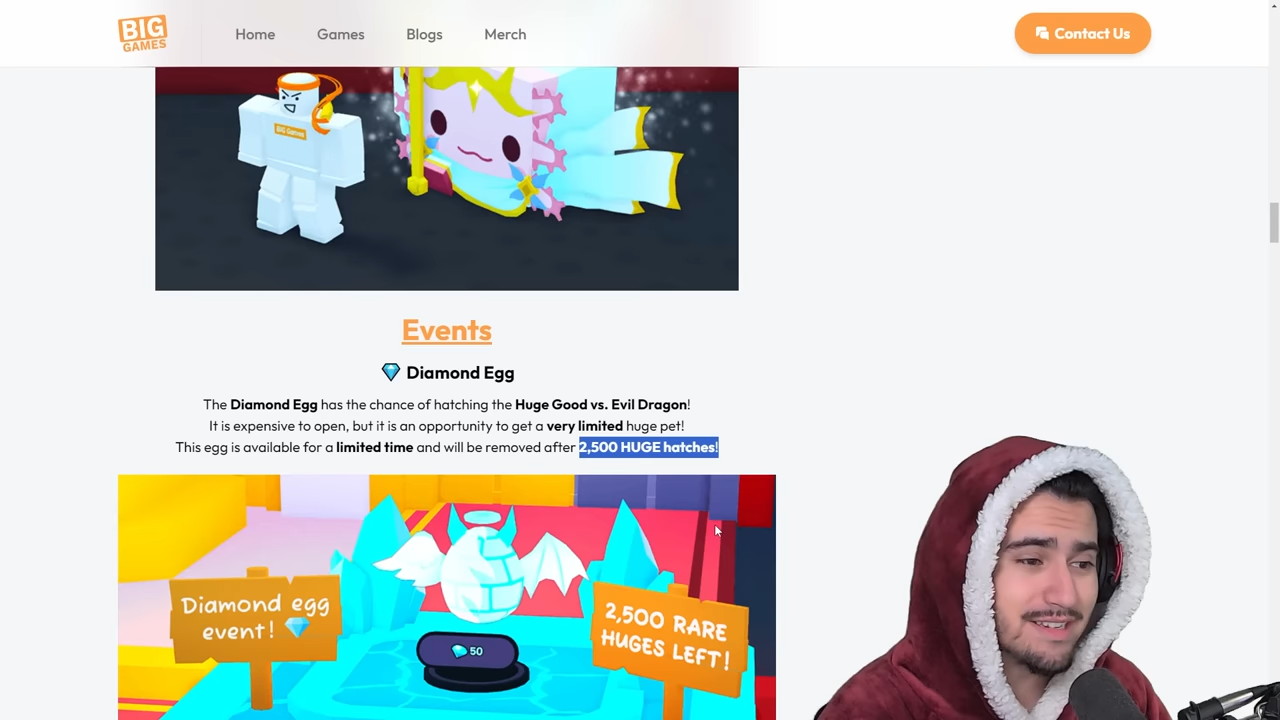 BIG
GAMES
Home
Games
Blogs
Merch
Contact Us
BIG Games
Events
Diamond Egg
The Diamond Egg has the chance of hatching the Huge Good vs. Evil Dragon!
It is expensive to open, but it is an opportunity to get a very limited huge pet!
This egg is available for a limited time and will be removed after 2,500 HUGE hatches!
Diamond egg
event!
2,500 RARE
HUGES LEFT!
50